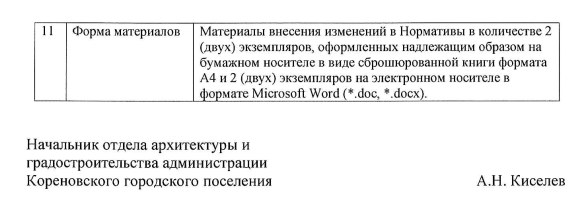 11 Форма материалов Материалы внесения изменений в Нормативы в количестве 2
(двух) экземпляров, оформленных надлежащим образом на
бумажном носителе в виде сброшюрованной книги формата
А4 и 2 (двух) экземпляров на электронном носителе в
формате Microsoft Word (*.doc, *.docx).
Начальник отдела архитектуры и
градостроительства администрации
Кореновского городского поселения А.Н. Киселев